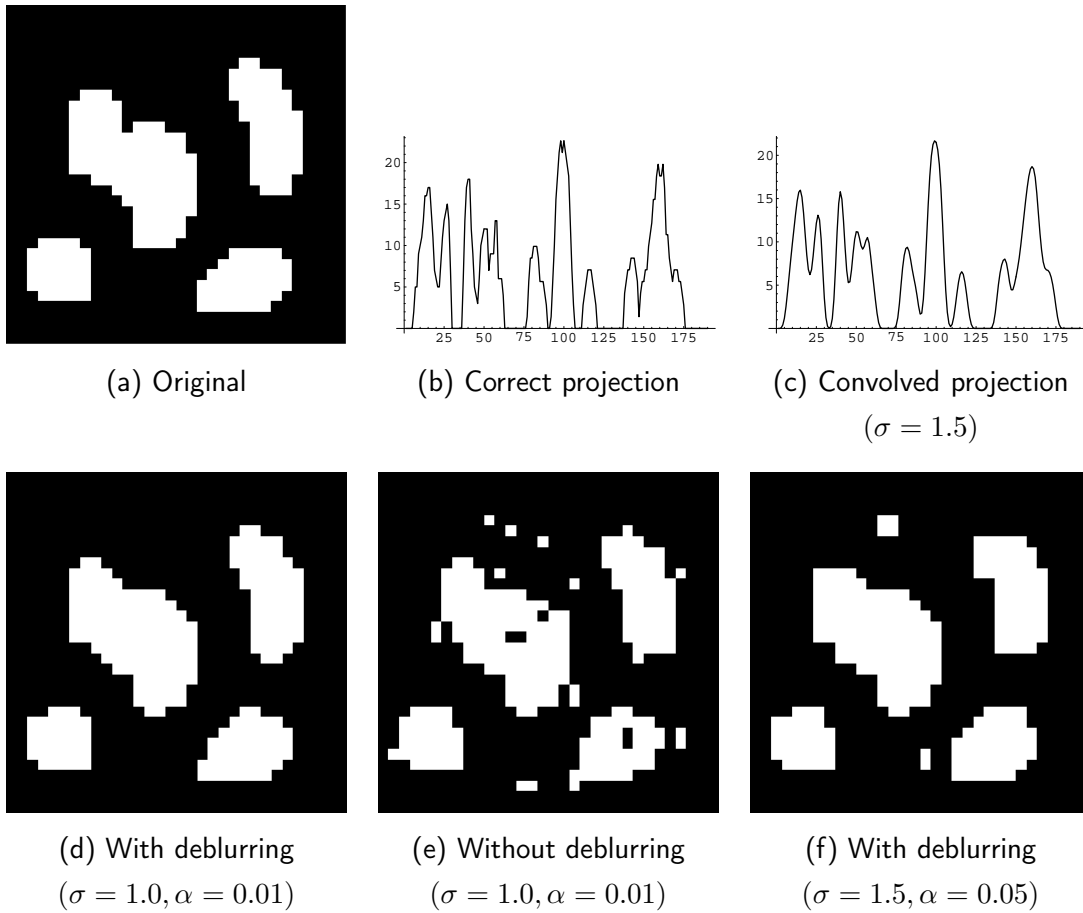 20
15
10
5
25 50 75 100 125 150 175
20
15
10
5
25 50 75 100 125 150 175
(a) Original
(b) Correct projection
(c) Convolved projection
(σ = 1.5)
(d) With deblurring
(σ = 1.0, α = 0.01)
(e) Without deblurring
(σ = 1.0, α = 0.01)
(f) With deblurring
(σ = 1.5, α = 0.05)